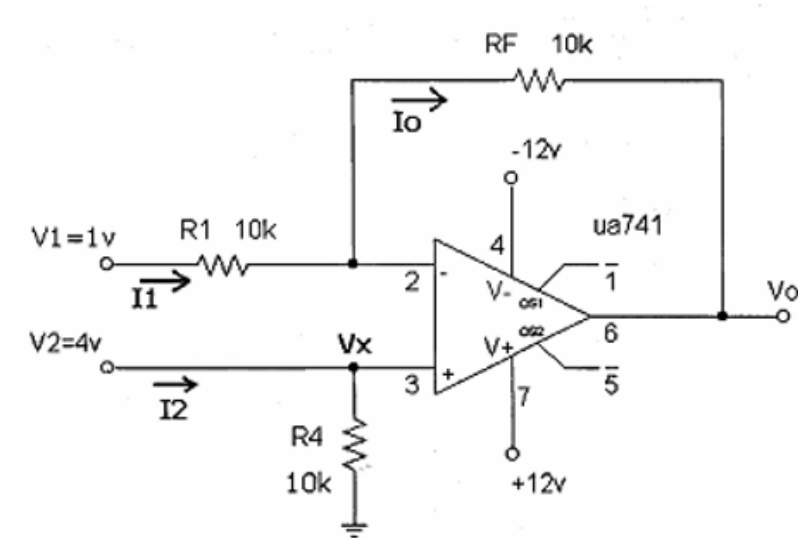 RF 10k
Io
-12v
ua741
V1=1v
R1 10k
4
2
-
V-
OS1
1
I1
Vo
V2=4v
Vx
OS2
6
V+
3
+
5
I2
7
R4
10k
+12v